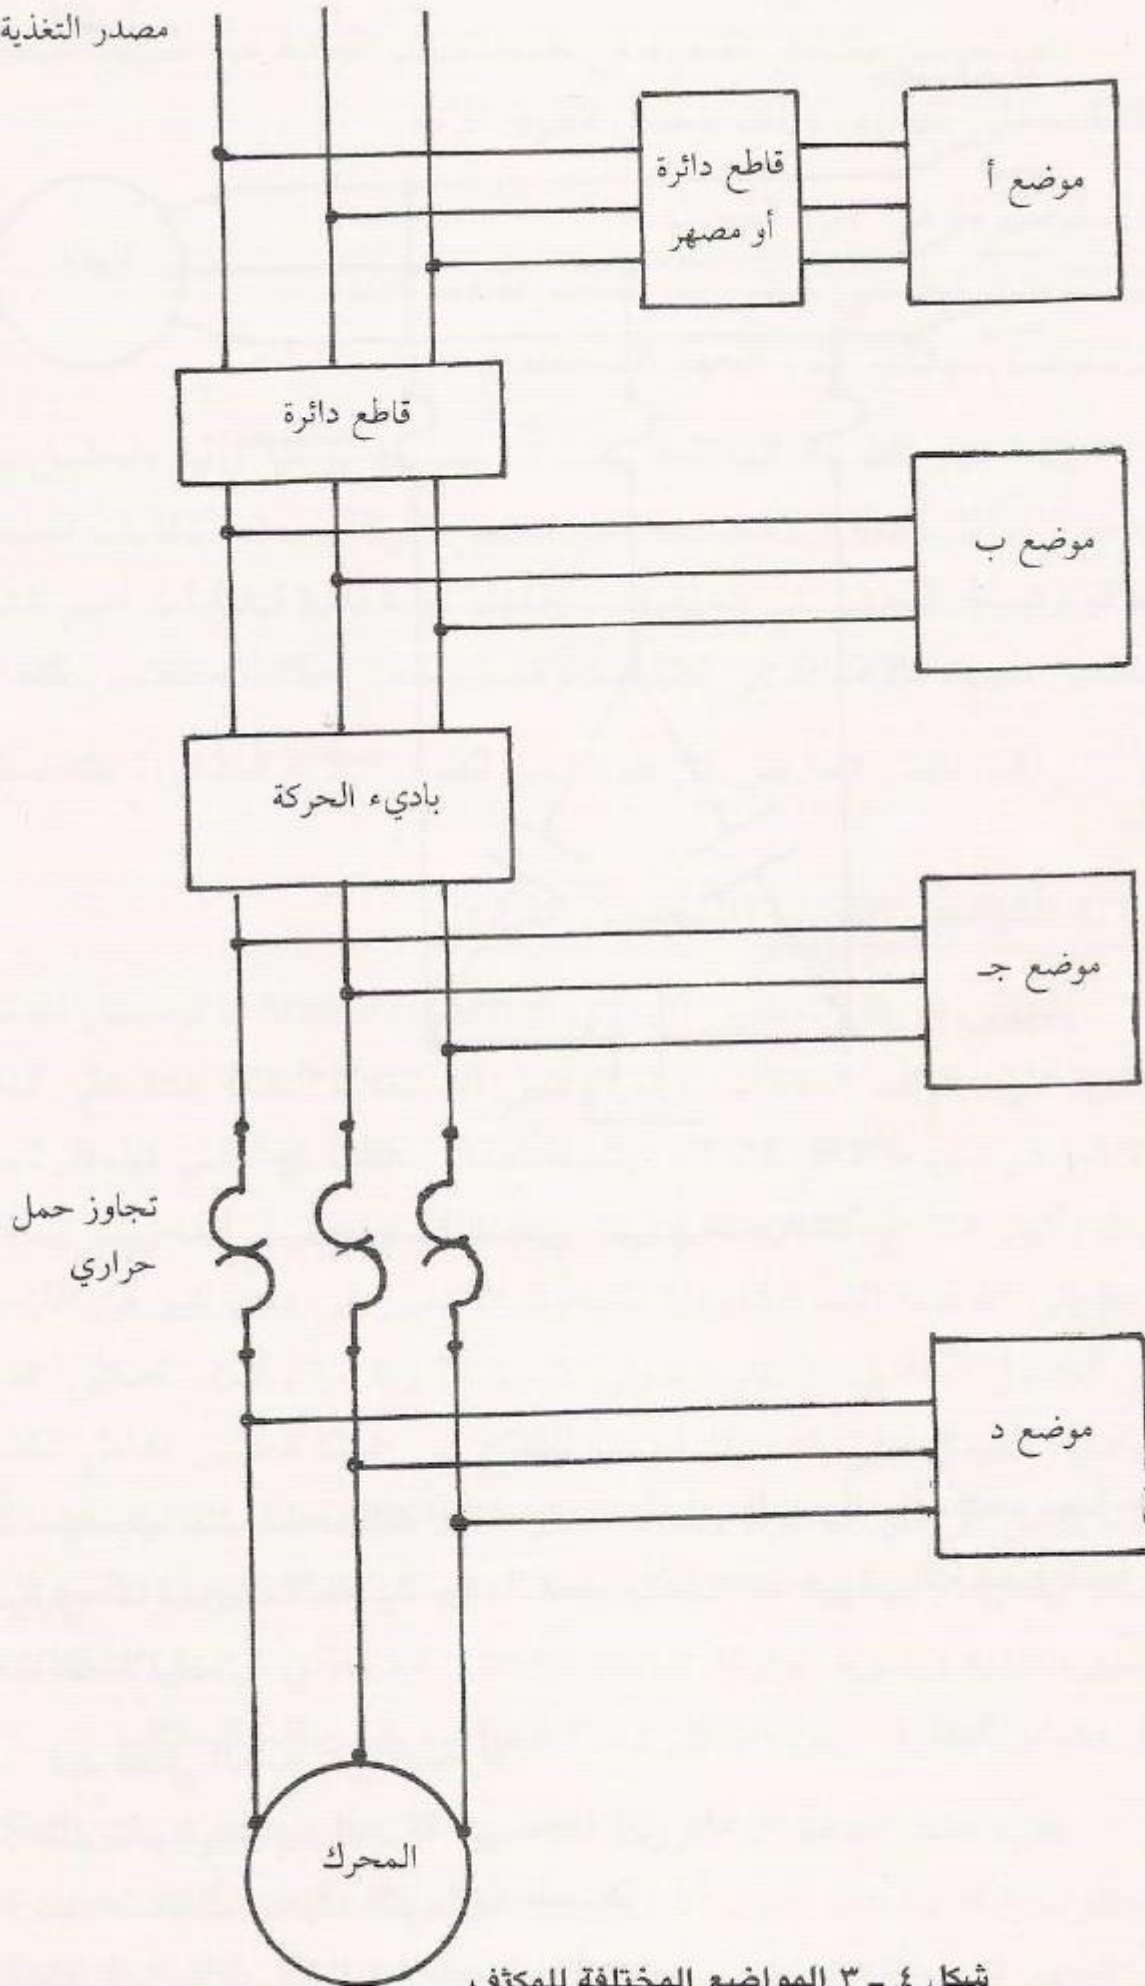 مصدر التغذية
قاطع دائرة
أو مصهر
موضع أ
قاطع دائرة
موضع ب
باديء الحركة
موضع جـ
تجاوز حمل
حراري
موضع د
المحرك
شكل ٤ - ٣ المواضيع المختلفة للمكثف